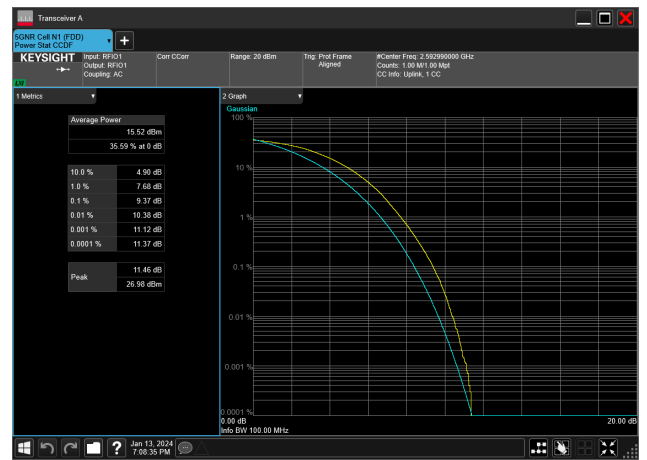 Transceiver A
5GNR Cell N1 (FDD)
Power Stat CCDF
KEYSIGHT
Input: RFIO1
Output: RFIO1
Coupling: AC
Corr CCorr
Range: 20 dBm
Trig: Prot Frame
Aligned
#Center Freq: 2.592990000 GHz
Counts: 1.00 M/1.00 Mpt
CC Info: Uplink, 1 CC
1 Metrics
Average Power
15.52 dBm
35.59 % at 0 dB
10.0 % 4.90 dB
1.0 % 7.68 dB
0.1 % 9.37 dB
0.01 % 10.38 dB
0.001 % 11.12 dB
0.0001 % 11.37 dB
Peak
11.46 dB
26.98 dBm
2 Graph
Gaussian
100 %
10 %
1 %
0.1 %
0.01 %
0.001 %
0.0001 %
0.00 dB 20.00 dB
Info BW 100.00 MHz
Jan 13, 2024
7:08:35 PM